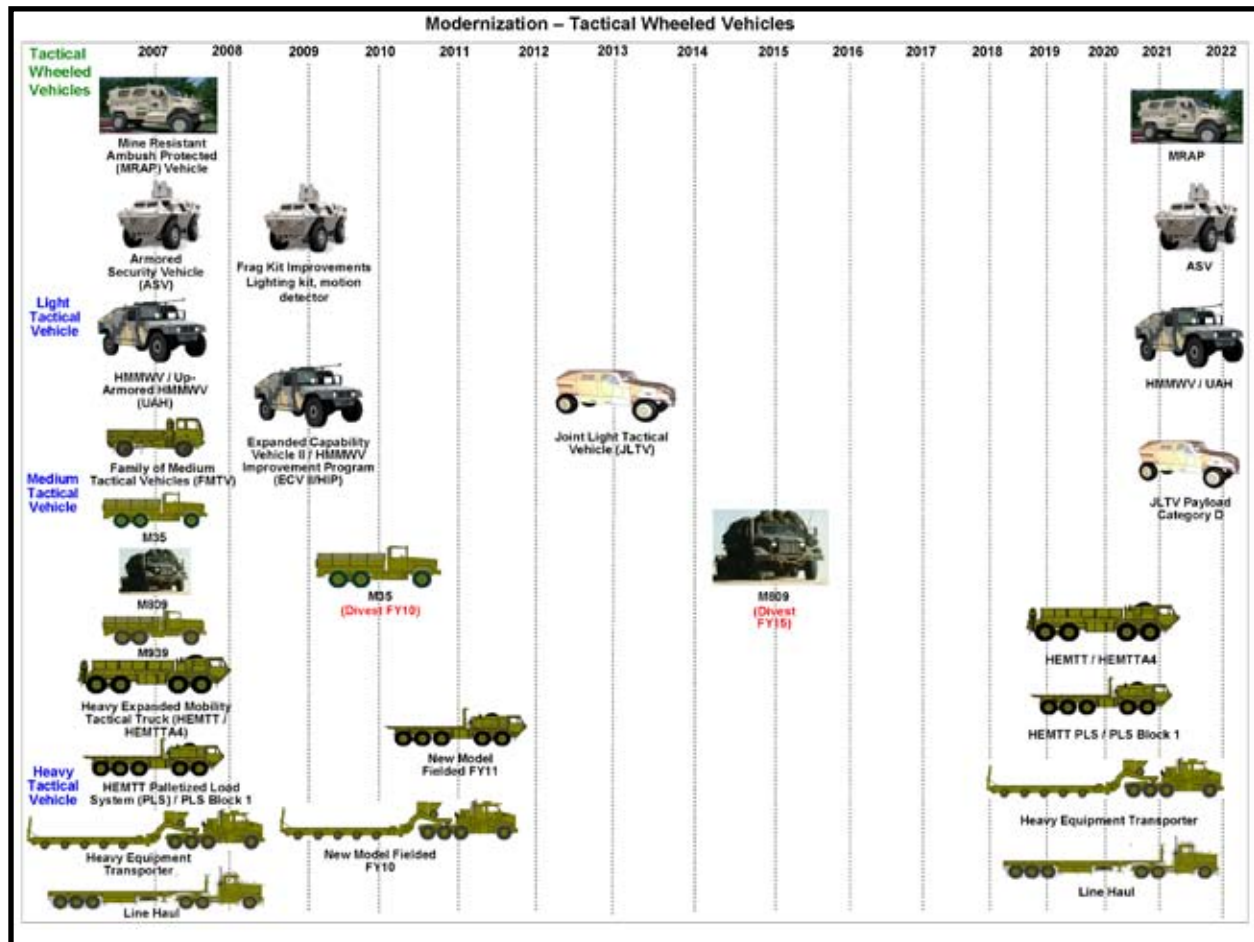 Modernization – Tactical Wheeled Vehicles
2007 2008 2009 2010 2011 2012 2013 2014 2015 2016 2017 2018 2019 2020 2021 2022
Tactical
Wheeled
Vehicles
Mine Resistant
Ambush Protected
(MRAP) Vehicle
MRAP
Armored
Security Vehicle
(ASV)
Frag Kit Improvements
Lighting kit, motion
detector
ASV
Light
Tactical
Vehicle
HMMWV / Up-
Armored HMMWV
(UAH)
Expanded Capability
Vehicle II / HMMWV
Improvement Program
(ECV II/HIP)
Joint Light Tactical
Vehicle (JLTV)
HMMWV / UAH
Family of Medium
Tactical Vehicles (FMTV)
Medium
Tactical
Vehicle
JLTV Payload
Category D
M35
M809
M35
(Divest FY10)
M809
(Divest
FY15)
M939
HEMTT / HEMTTA4
Heavy Expanded Mobility
Tactical Truck (HEMTT /
HEMTTA4)
New Model
Fielded FY11
HEMTT PLS / PLS Block 1
Heavy
Tactical
Vehicle
HEMTT Palletized Load
System (PLS) / PLS Block 1
Heavy Equipment
Transporter
New Model Fielded
FY10
Heavy Equipment Transporter
Line Haul
Line Haul